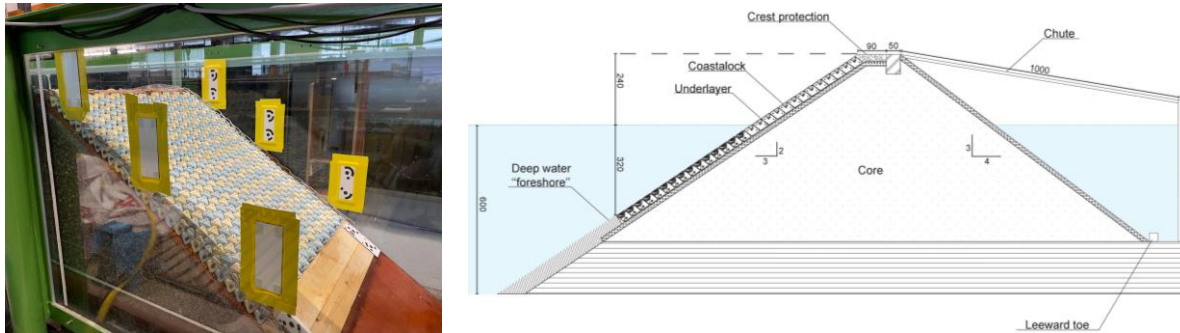 Crest protection
90
50
Chute
1000
Coastalock
Underlayer
240
2
3
3
4
Deep water
"foreshore"
320
Core
600
Leeward toe